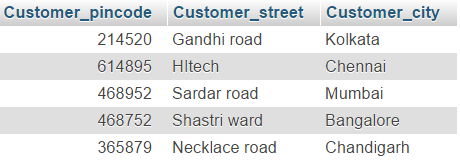 Customer_pincode Customer_street Customer_city
214520 Gandhi road Kolkata
614895 HItech Chennai
468952 Sardar road Mumbai
468752 Shastri ward Bangalore
365879 Necklace road Chandigarh